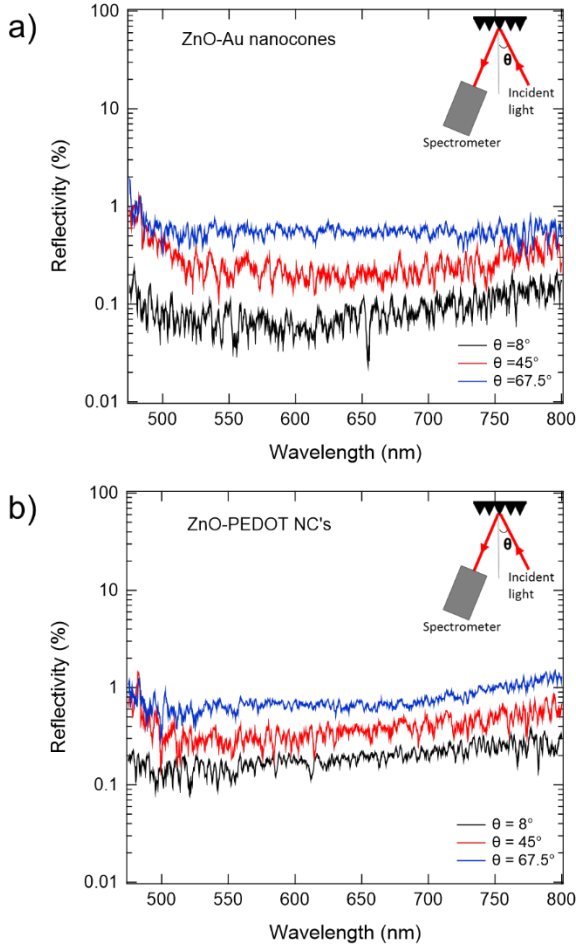 a)
ZnO-Au nanocones
θ
Incident
light
Spectrometer
Reflectivity (%)
100
10
1
0.1
0.01
θ =8°
θ =45°
θ =67.5°
500
550
600
650
700
750
800
Wavelength (nm)
b)
ZnO-PEDOT NC's
θ
Incident
light
Spectrometer
Reflectivity (%)
100
10
1
0.1
0.01
θ = 8°
θ = 45°
θ = 67.5°
500
550
600
650
700
750
800
Wavelength (nm)